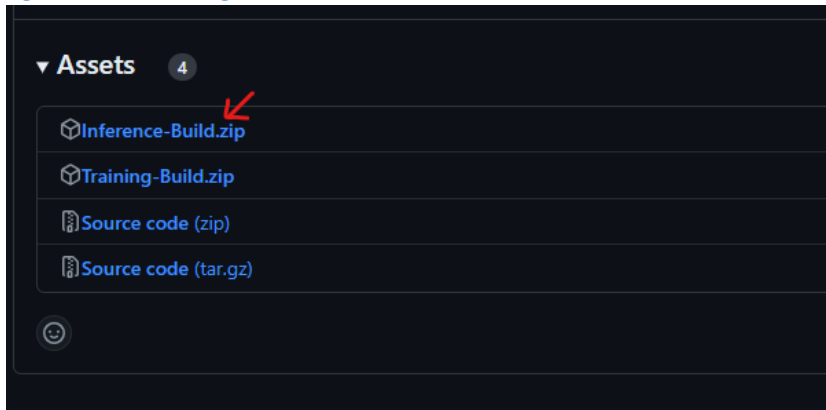 Assets 4
Inference-Build.zip
Training-Build.zip
Source code (zip)
Source code (tar.gz)